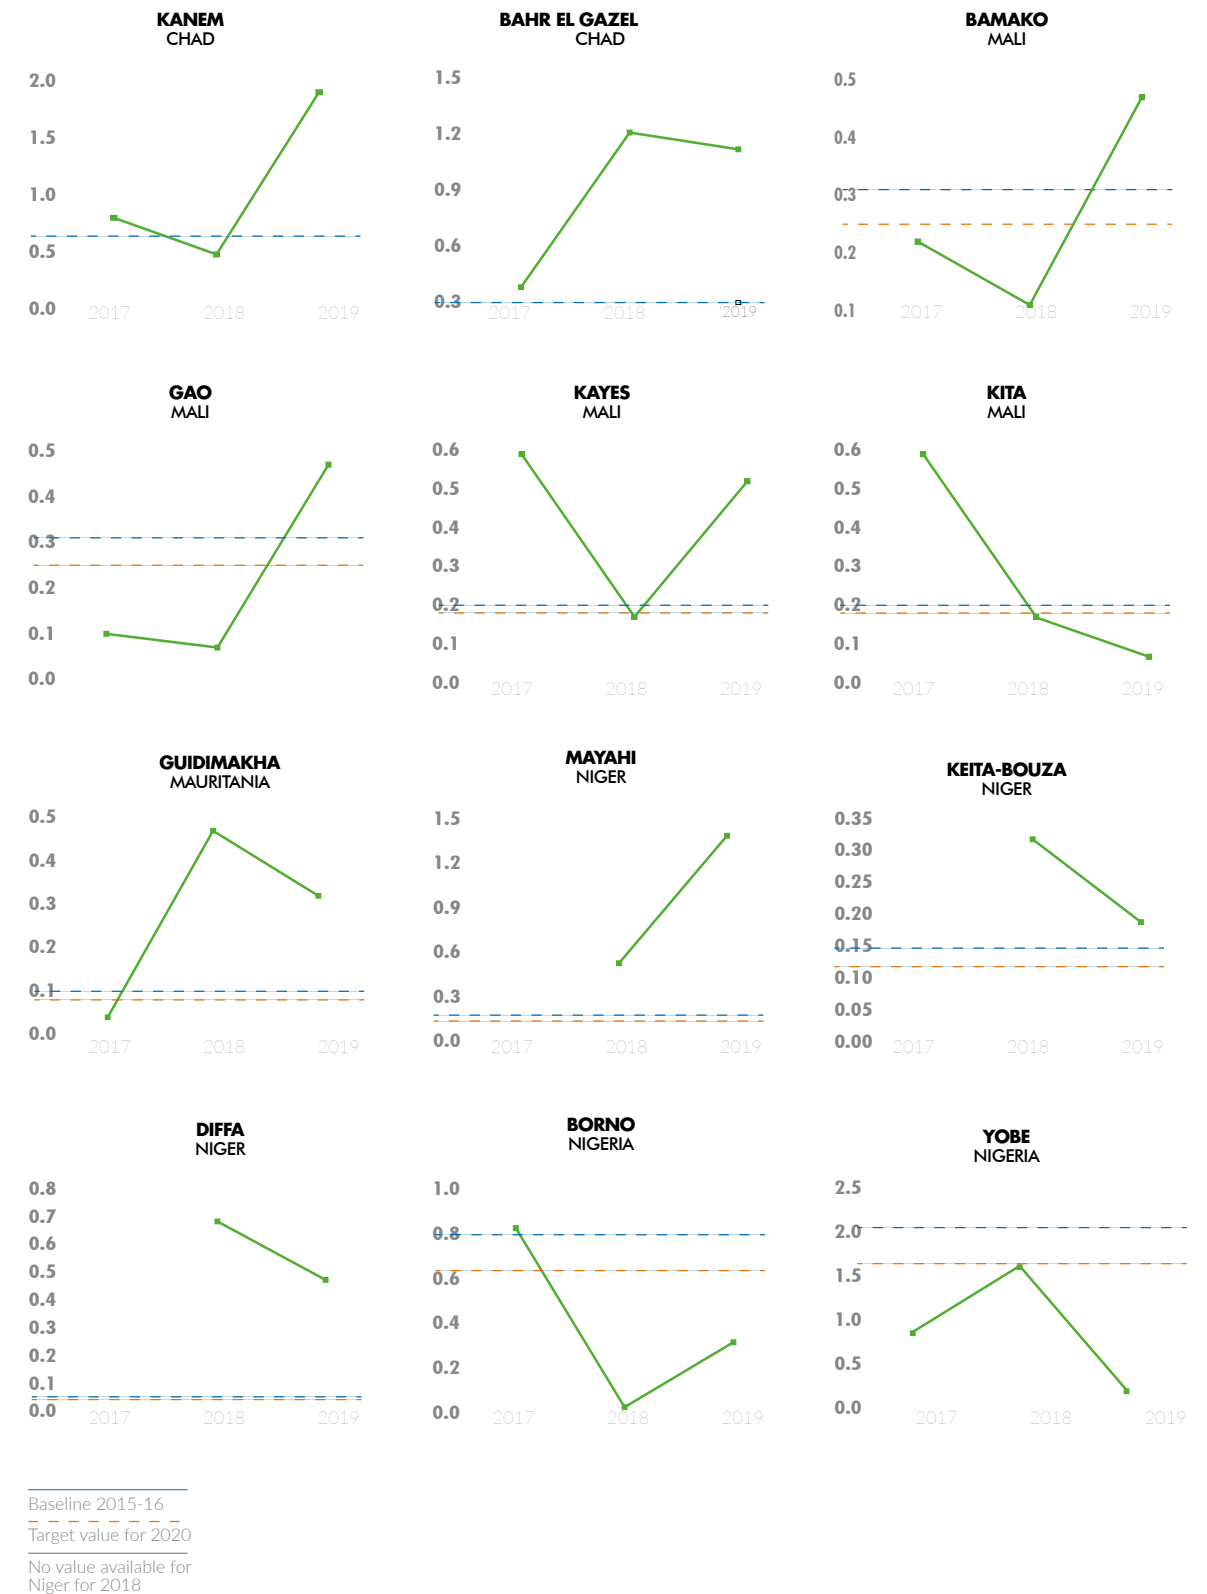 KANEM
CHAD
2.0
1.5
1.0
0.5
0.0
2017 2018 2019
BAHR EL GAZEL
CHAD
1.5
1.2
0.9
0.6
0.3
2017 2018 2019
BAMAKO
MALI
0.5
0.4
0.3
0.2
0.1
2017 2018 2019
GAO
MALI
0.5
0.4
0.3
0.2
0.1
0.0
KAYES
MALI
0.6
0.5
0.4
0.3
0.2
0.1
0.0
2017 2018 2019
KITA
MALI
0.6
0.5
0.4
0.3
0.2
0.1
0.0
2017 2018 2019
GUIDIMAKHA
MAURITANIA
0.5
0.4
0.3
0.2
0.1
0.0
2017 2018 2019
MAYAHI
NIGER
1.5
1.2
0.9
0.6
0.3
0.0
2017 2018 2019
KEITA-BOUZA
NIGER
0.35
0.30
0.25
0.20
0.15
0.10
0.05
0.00
2017 2018 2019
DIFFA
NIGER
0.8
0.7
0.6
0.5
0.4
0.3
0.2
0.1
0.0
2017 2018 2019
BORNO
NIGERIA
1.0
0.8
0.6
0.4
0.2
0.0
2017 2018 2019
YOBE
NIGERIA
2.5
2.0
1.5
1.0
0.5
0.0
2017 2018 2019
Baseline 2015-16
Target value for 2020
No value available for
Niger for 2018